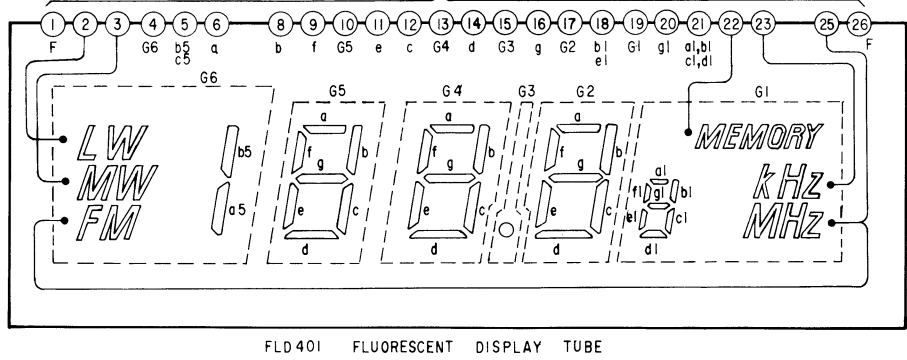 1 2 3 4 5 6 8 9 10 11 12 13 14 15 16 17 18 19 20 21 22 23 25 26
F G6 b5 a b f G5 e c G4 d G3 g G2 b1 G1 g1 a1,b1 F
c5 e1 c1,d1
G6 G5 G4 G3 G2 G1
a a a
LW b5 f b f b f b MEMORY
g g g
a1
MW f1 g1 b1 kHz
FM a5 e c e c e c e1 c1 MHz
d d d d1
FLD401 FLUORESCENT DISPLAY TUBE